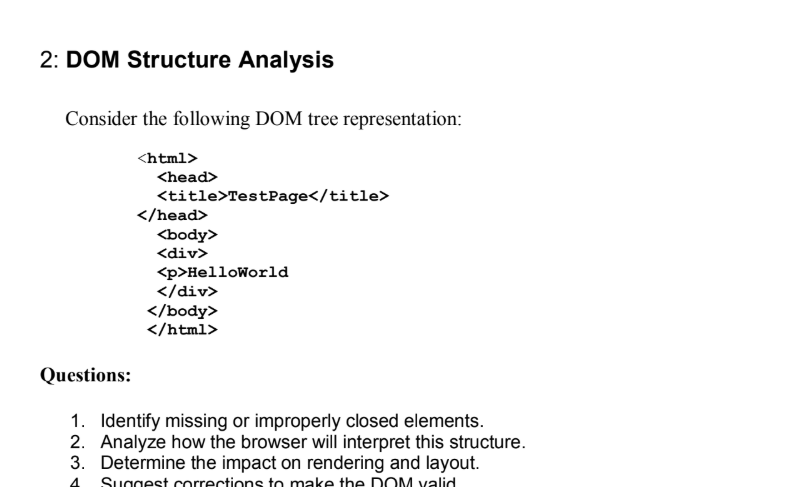 2: DOM Structure Analysis
Consider the following DOM tree representation:
<html>
<head>
<title>TestPage</title>
</head>
<body>
<div>
<p>HelloWorld
</div>
</body>
</html>
Questions:
1. Identify missing or improperly closed elements.
2. Analyze how the browser will interpret this structure.
3. Determine the impact on rendering and layout.
4. Suggest corrections to make the DOM valid.